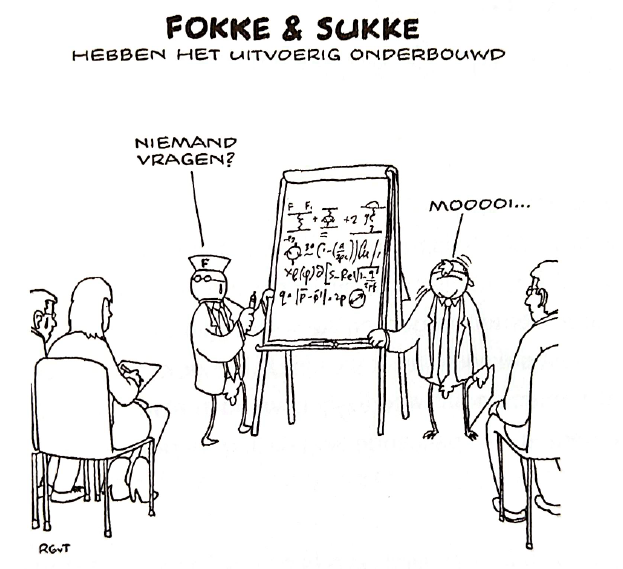 FOKKE & SUKKE
HEBBEN HET UITVOERIG ONDERBOUWD
NIEMAND
VRAGEN?
MOOOOI...
F
RGvT